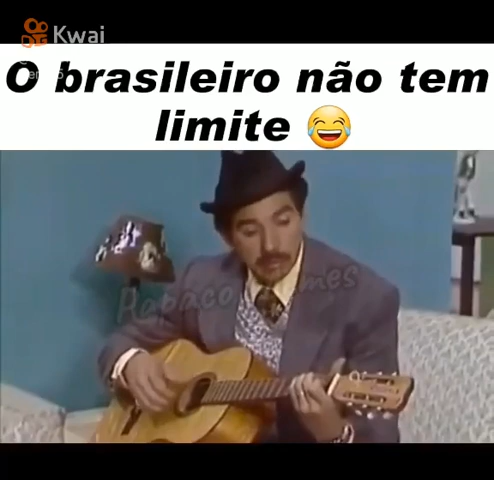 Kwai
O brasileiro não tem
limite 😂